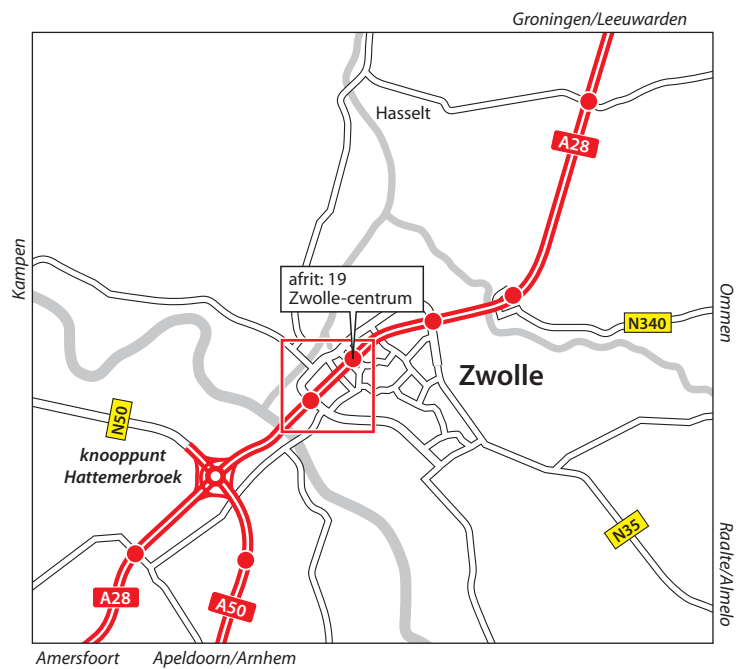 Groningen/Leeuwarden
Hasselt
A28
Kampen
afrit: 19
Zwolle-centrum
Ommen
N340
Zwolle
N50
knooppunt
Hattemerbroek
N35
Raalte/Almelo
A28
A50
Amersfoort
Apeldoorn/Arnhem